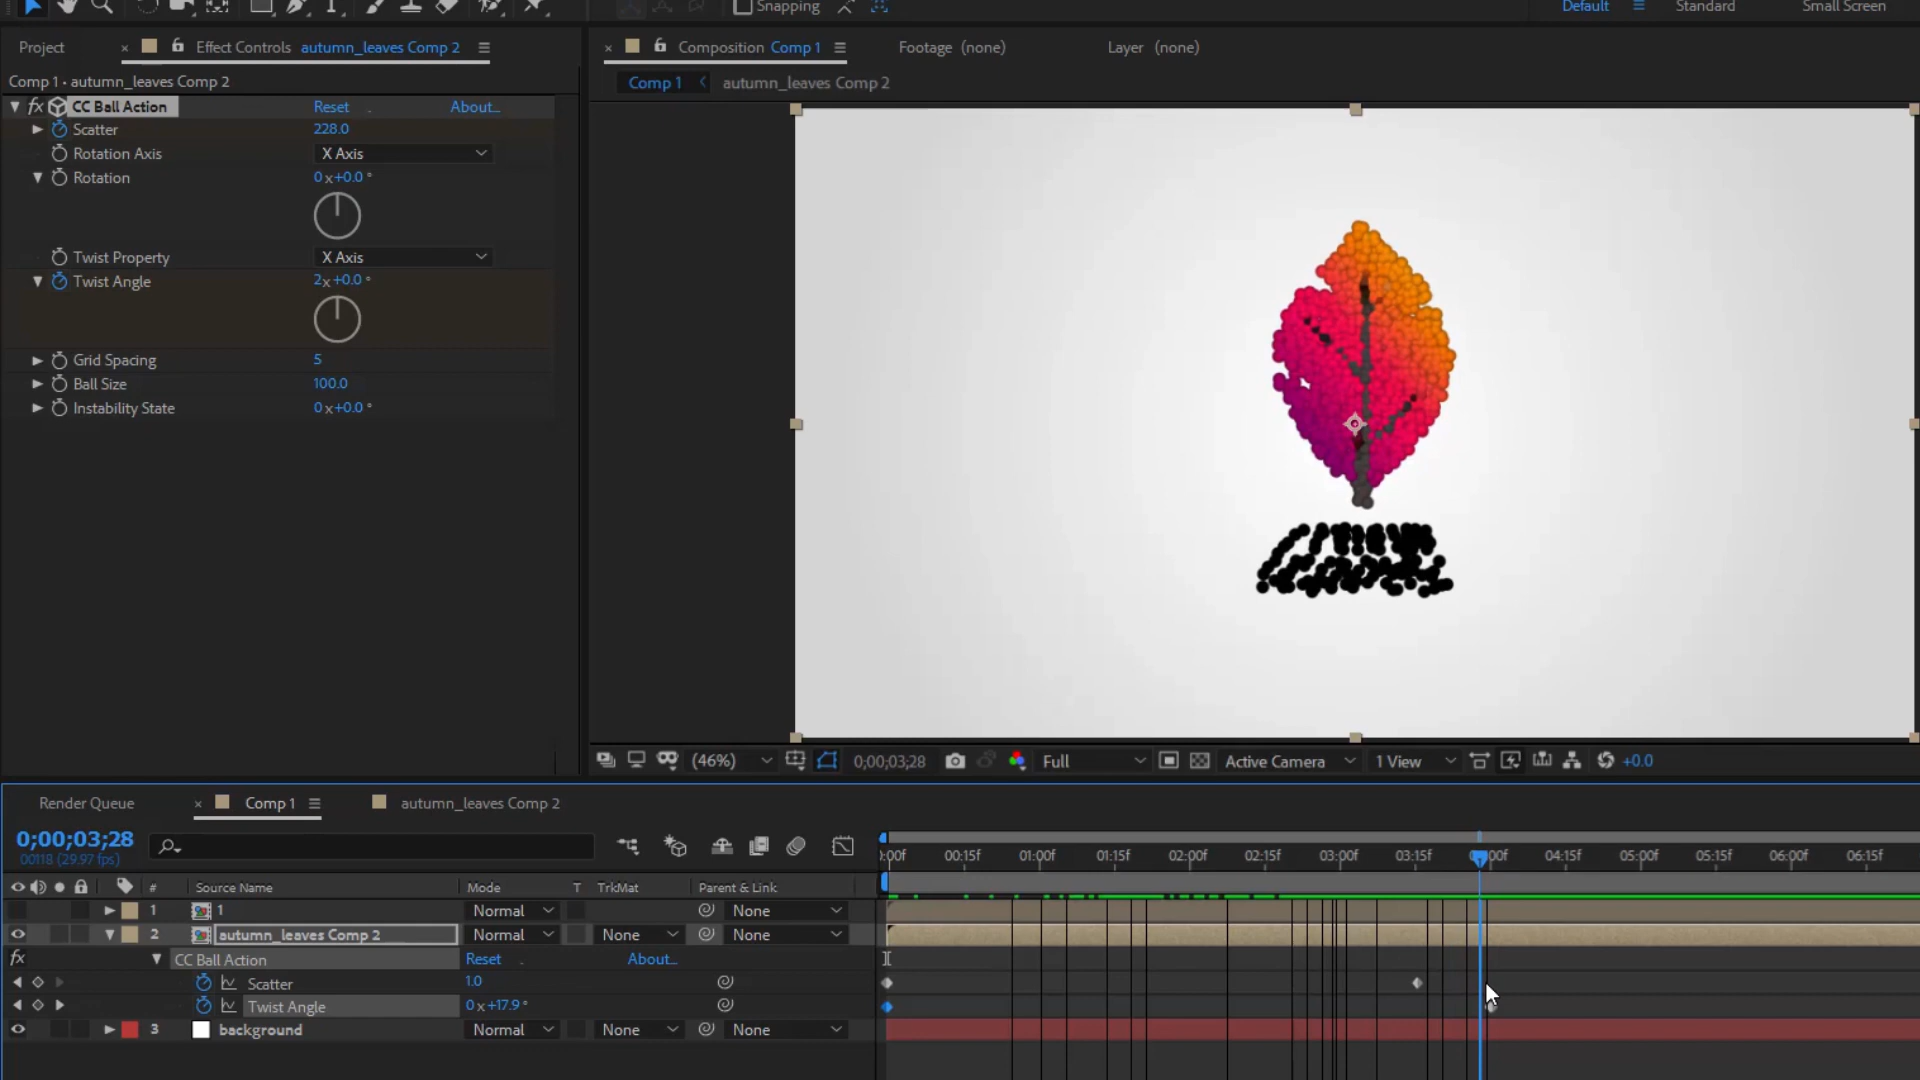 Snapping
Default
Standard
Small Screen
Project
Effect Controls autumn_leaves Comp 2
Composition Comp 1
Footage (none)
Layer (none)
Comp 1 • autumn_leaves Comp 2
Comp 1
autumn_leaves Comp 2
fx CC Ball Action Reset About...
Scatter 228.0
Rotation Axis X Axis
Rotation 0x+0.0°
Twist Property X Axis
Twist Angle 2x+0.0°
Grid Spacing 5
Ball Size 100.0
Instability State 0x+0.0°
(46%) 0;00;03;28 Full Active Camera 1 View +0.0
Render Queue
Comp 1
autumn_leaves Comp 2
0;00;03;28
00118 (29.97 fps)
:00f 00:15f 01:00f 01:15f 02:00f 02:15f 03:00f 03:15f 04:15f 05:00f 05:15f 06:00f 06:15f
# Source Name Mode T TrkMat Parent & Link
1 1 Normal None
2 autumn_leaves Comp 2 Normal None None
fx CC Ball Action Reset About...
Scatter 1.0
Twist Angle 0x+17.9°
3 background Normal None None